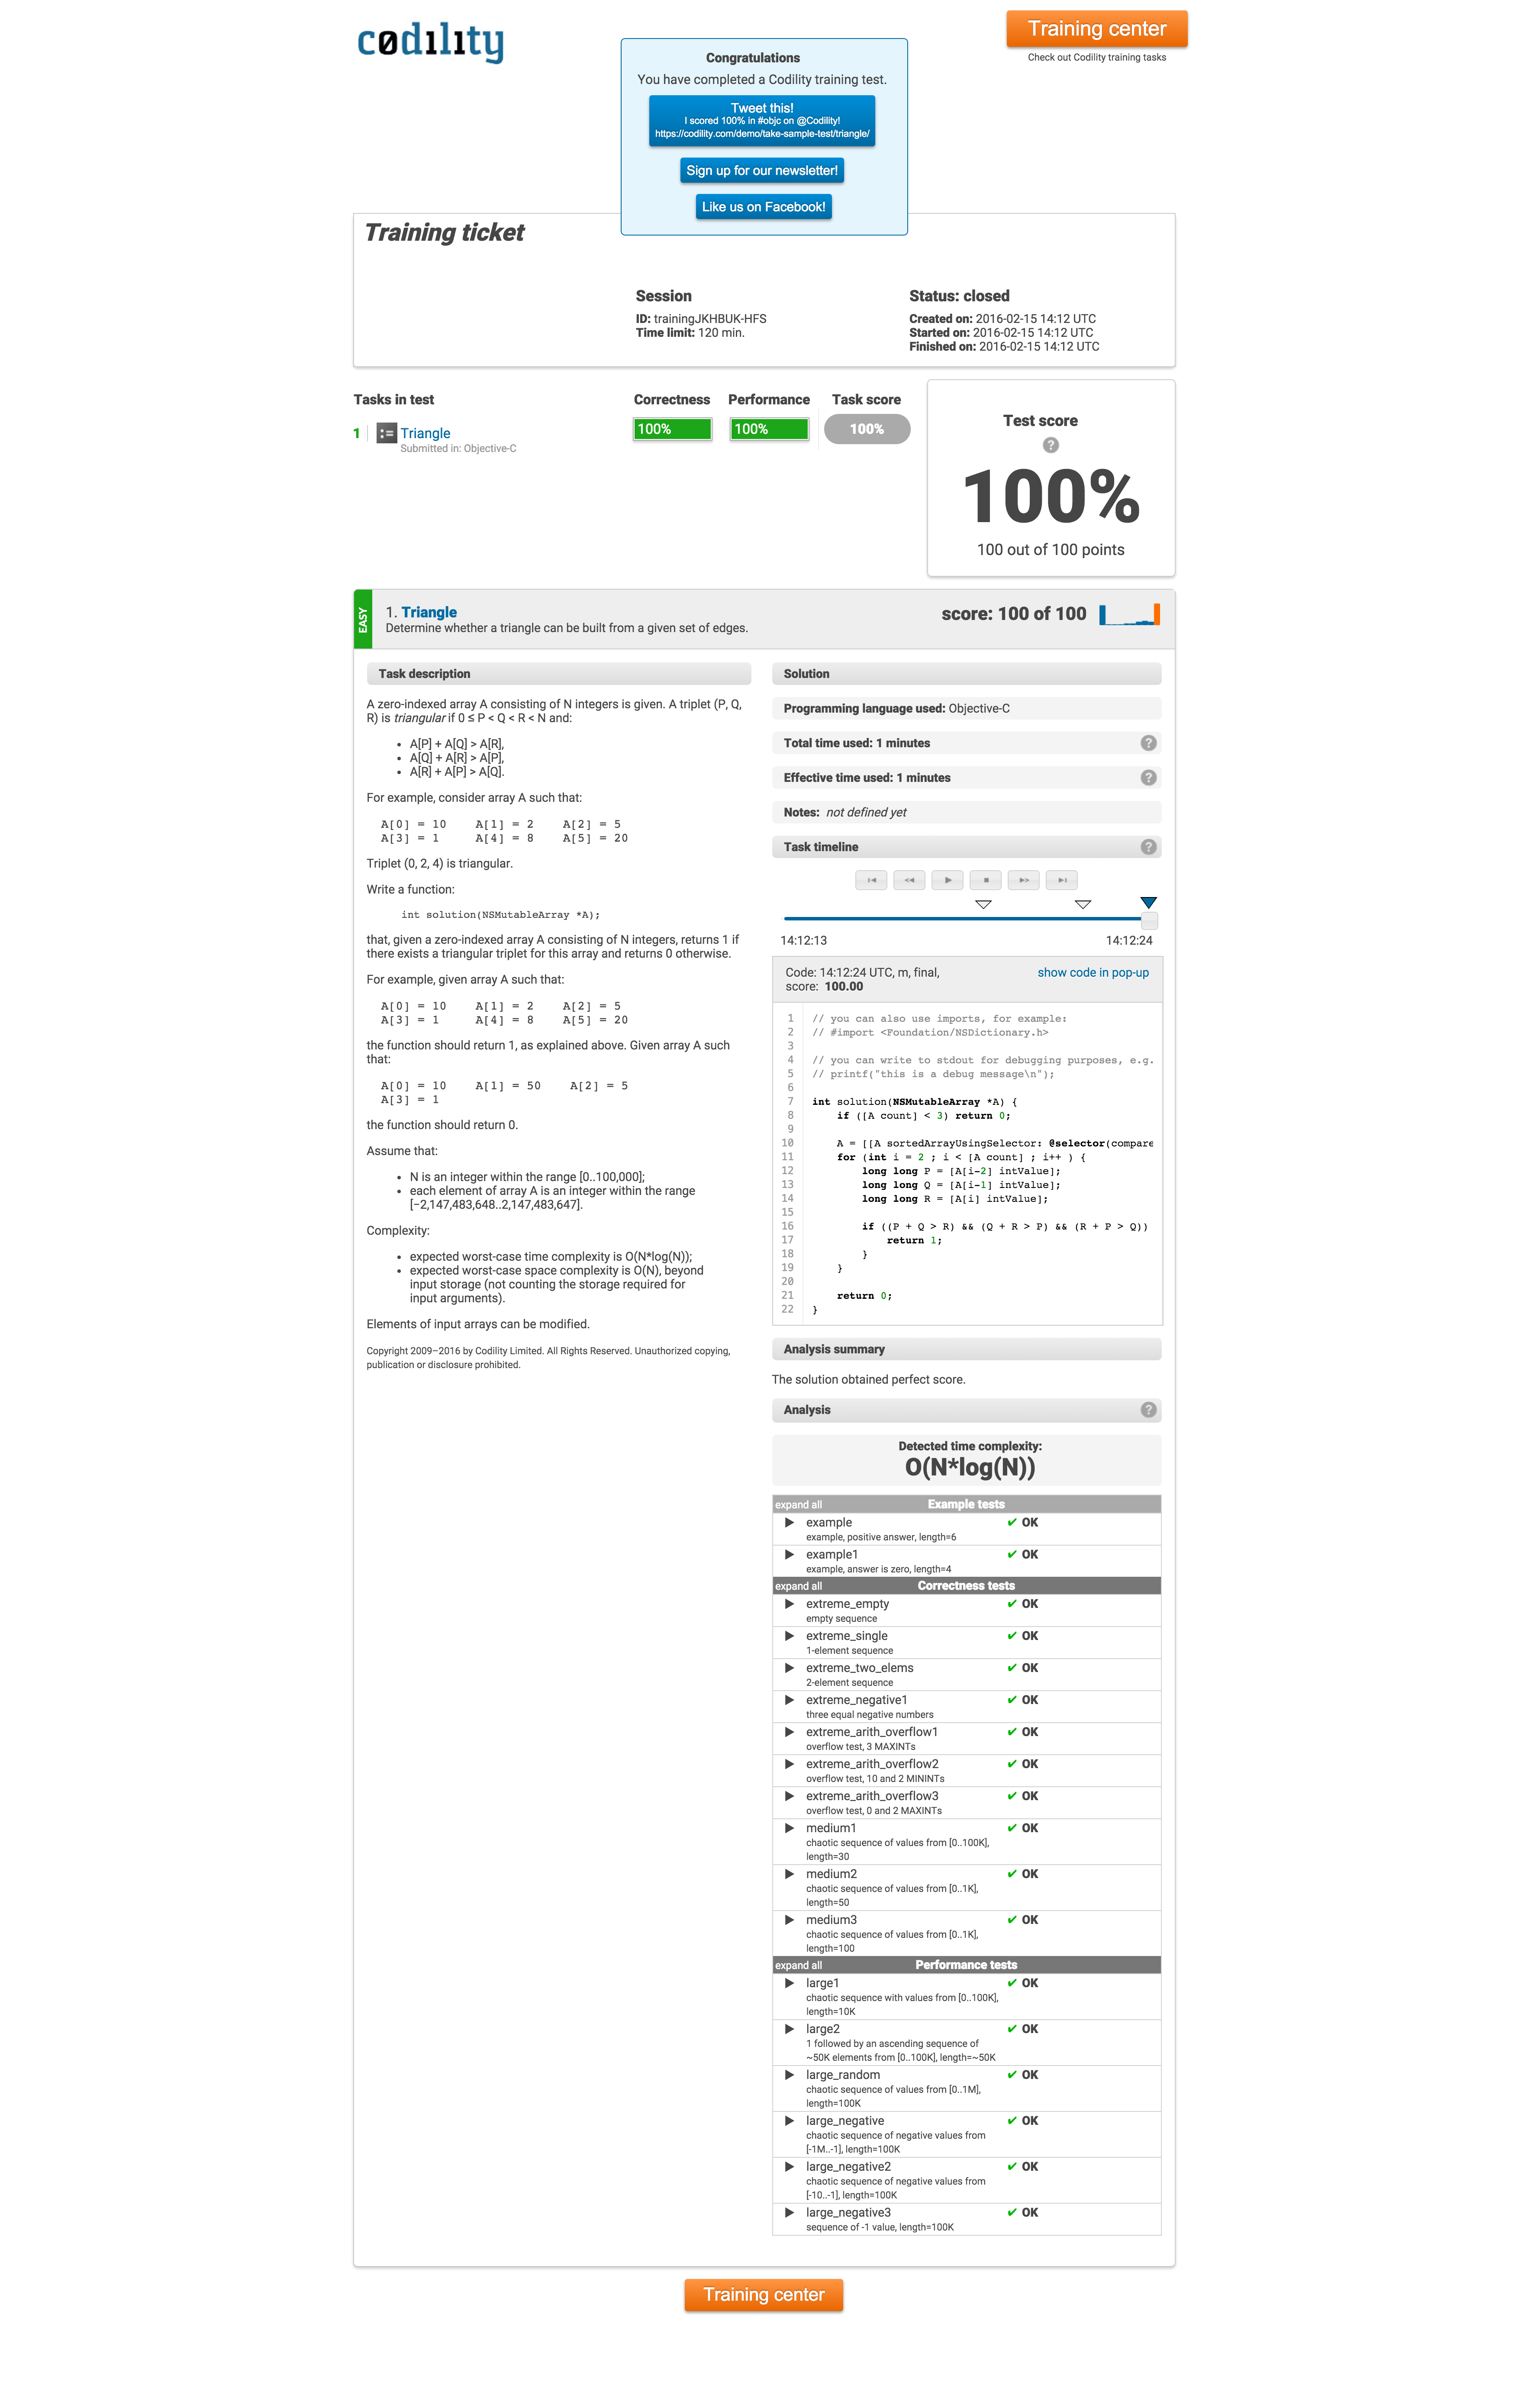 cødility
Training center
Check out Codility training tasks
Congratulations
You have completed a Codility training test.
Tweet this!
I scored 100% in #objc on @Codility!
https://codility.com/demo/take-sample-test/triangle/
Sign up for our newsletter!
Like us on Facebook!
Training ticket
Session
ID: trainingJKHBUK-HFS
Time limit: 120 min.
Status: closed
Created on: 2016-02-15 14:12 UTC
Started on: 2016-02-15 14:12 UTC
Finished on: 2016-02-15 14:12 UTC
Tasks in test
Correctness
Performance
Task score
1
Triangle
Submitted in: Objective-C
100%
100%
100%
Test score
?
100%
100 out of 100 points
EASY
1. Triangle
Determine whether a triangle can be built from a given set of edges.
score: 100 of 100
Task description
A zero-indexed array A consisting of N integers is given. A triplet (P, Q,
R) is triangular if 0 ≤ P < Q < R < N and:
• A[P] + A[Q] > A[R],
• A[Q] + A[R] > A[P],
• A[R] + A[P] > A[Q].
For example, consider array A such that:
A[0] = 10    A[1] = 2    A[2] = 5
A[3] = 1     A[4] = 8    A[5] = 20
Triplet (0, 2, 4) is triangular.
Write a function:
int solution(NSMutableArray *A);
that, given a zero-indexed array A consisting of N integers, returns 1 if
there exists a triangular triplet for this array and returns 0 otherwise.
For example, given array A such that:
A[0] = 10    A[1] = 2    A[2] = 5
A[3] = 1     A[4] = 8    A[5] = 20
the function should return 1, as explained above. Given array A such
that:
A[0] = 10    A[1] = 50    A[2] = 5
A[3] = 1
the function should return 0.
Assume that:
• N is an integer within the range [0..100,000];
• each element of array A is an integer within the range
[−2,147,483,648..2,147,483,647].
Complexity:
• expected worst-case time complexity is O(N*log(N));
• expected worst-case space complexity is O(N), beyond
input storage (not counting the storage required for
input arguments).
Elements of input arrays can be modified.
Copyright 2009–2016 by Codility Limited. All Rights Reserved. Unauthorized copying,
publication or disclosure prohibited.
Solution
Programming language used: Objective-C
Total time used: 1 minutes ?
Effective time used: 1 minutes ?
Notes: not defined yet
Task timeline ?
14:12:13
14:12:24
Code: 14:12:24 UTC, m, final,
score: 100.00
show code in pop-up
1 // you can also use imports, for example:
2 // #import <Foundation/NSDictionary.h>
3
4 // you can write to stdout for debugging purposes, e.g.
5 // printf("this is a debug message\n");
6
7 int solution(NSMutableArray *A) {
8     if ([A count] < 3) return 0;
9
10     A = [[A sortedArrayUsingSelector: @selector(compare
11     for (int i = 2 ; i < [A count] ; i++ ) {
12         long long P = [A[i-2] intValue];
13         long long Q = [A[i-1] intValue];
14         long long R = [A[i] intValue];
15
16         if ((P + Q > R) && (Q + R > P) && (R + P > Q))
17             return 1;
18         }
19     }
20
21     return 0;
22 }
Analysis summary
The solution obtained perfect score.
Analysis ?
Detected time complexity:
O(N*log(N))
expand all Example tests
example ✔ OK
example, positive answer, length=6
example1 ✔ OK
example, answer is zero, length=4
expand all Correctness tests
extreme_empty ✔ OK
empty sequence
extreme_single ✔ OK
1-element sequence
extreme_two_elems ✔ OK
2-element sequence
extreme_negative1 ✔ OK
three equal negative numbers
extreme_arith_overflow1 ✔ OK
overflow test, 3 MAXINTs
extreme_arith_overflow2 ✔ OK
overflow test, 10 and 2 MININTs
extreme_arith_overflow3 ✔ OK
overflow test, 0 and 2 MAXINTs
medium1 ✔ OK
chaotic sequence of values from [0..100K],
length=30
medium2 ✔ OK
chaotic sequence of values from [0..1K],
length=50
medium3 ✔ OK
chaotic sequence of values from [0..1K],
length=100
expand all Performance tests
large1 ✔ OK
chaotic sequence with values from [0..100K],
length=10K
large2 ✔ OK
1 followed by an ascending sequence of
~50K elements from [0..100K], length=~50K
large_random ✔ OK
chaotic sequence of values from [0..1M],
length=100K
large_negative ✔ OK
chaotic sequence of negative values from
[-1M..-1], length=100K
large_negative2 ✔ OK
chaotic sequence of negative values from
[-10..-1], length=100K
large_negative3 ✔ OK
sequence of -1 value, length=100K
Training center